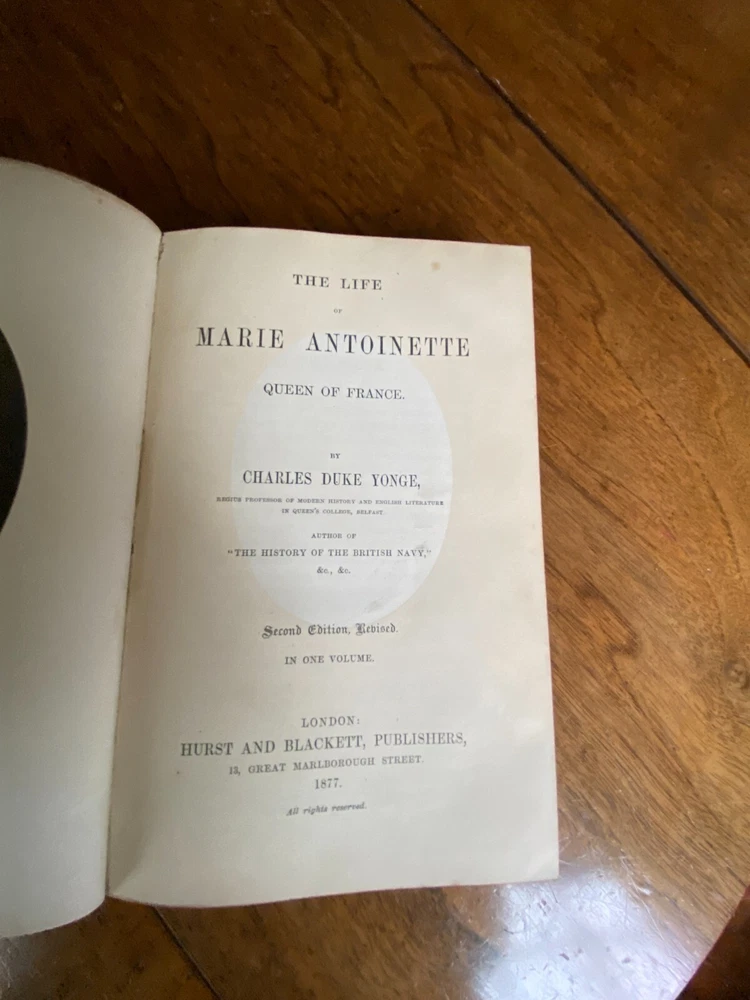 THE LIFE
OF
MARIE ANTOINETTE
QUEEN OF FRANCE.
BY
CHARLES DUKE YONGE,
REGIUS PROFESSOR OF MODERN HISTORY AND ENGLISH LITERATURE
IN QUEEN'S COLLEGE, BELFAST.
AUTHOR OF
"THE HISTORY OF THE BRITISH NAVY,"
&c., &c.
Second Edition, Revised.
IN ONE VOLUME.
LONDON:
HURST AND BLACKETT, PUBLISHERS,
13, GREAT MARLBOROUGH STREET.
1877.
All rights reserved.